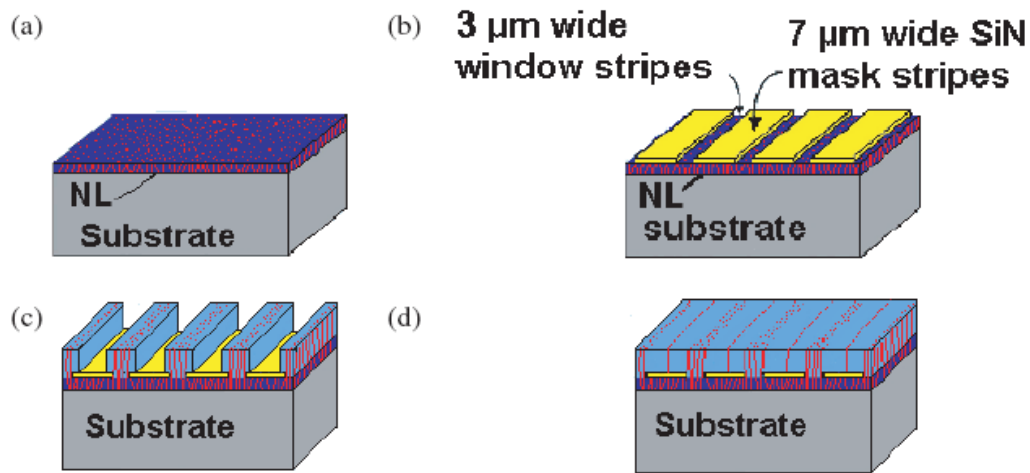 (a)
NL
Substrate
(b)
3 µm wide
window stripes
7 µm wide SiN
mask stripes
NL
substrate
(c)
Substrate
(d)
Substrate